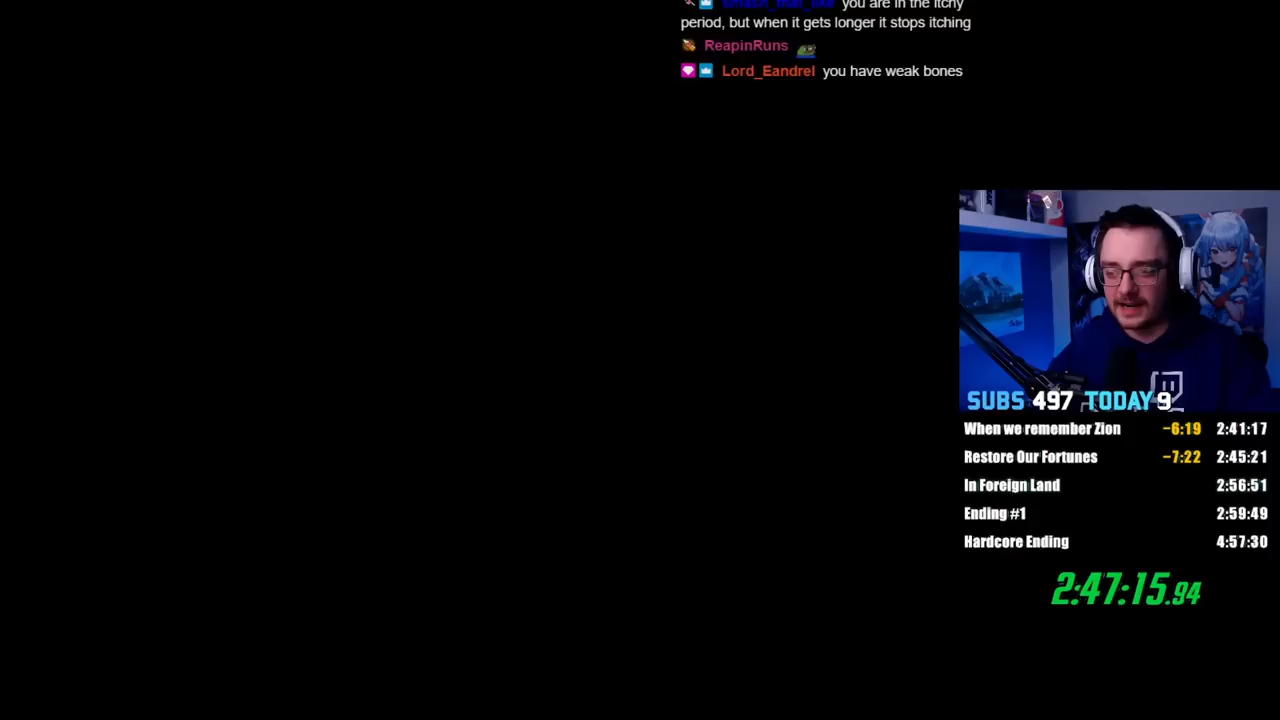 you are in the itchy
period, but when it gets longer it stops itching
ReapinRuns
Lord_Eandrel you have weak bones
SUBS 497 TODAY 9
When we remember Zion -6:19 2:41:17
Restore Our Fortunes -7:22 2:45:21
In Foreign Land 2:56:51
Ending #1 2:59:49
Hardcore Ending 4:57:30
2:47:15.94